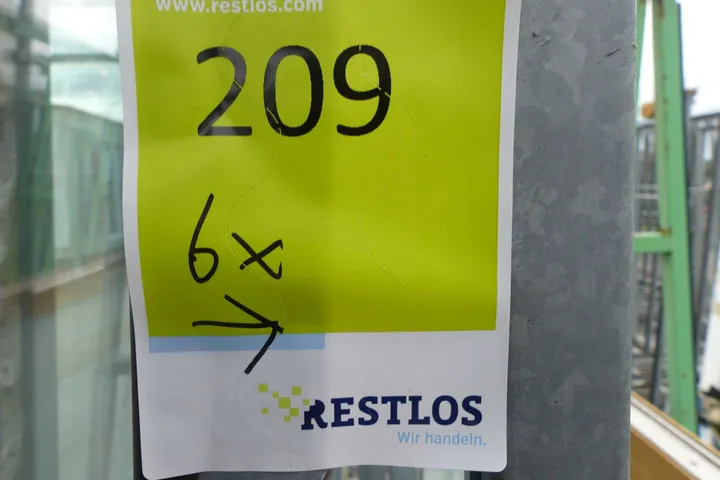 www.restlos.com
209
6x
→
RESTLOS
Wir handeln.